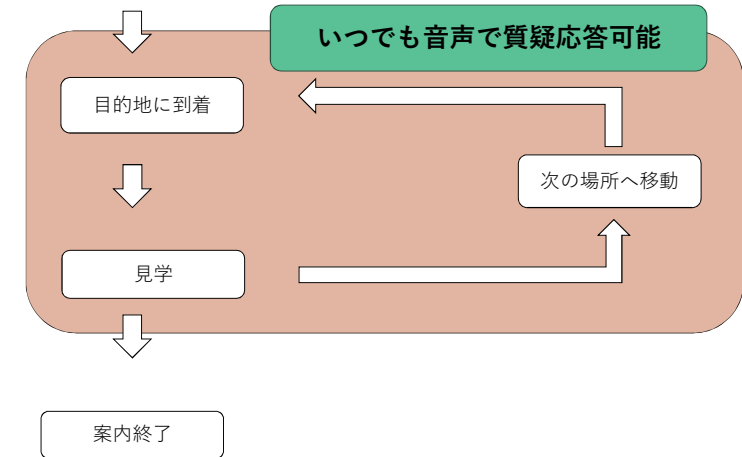 いつでも音声で質疑応答可能
目的地に到着
次の場所へ移動
見学
案内終了